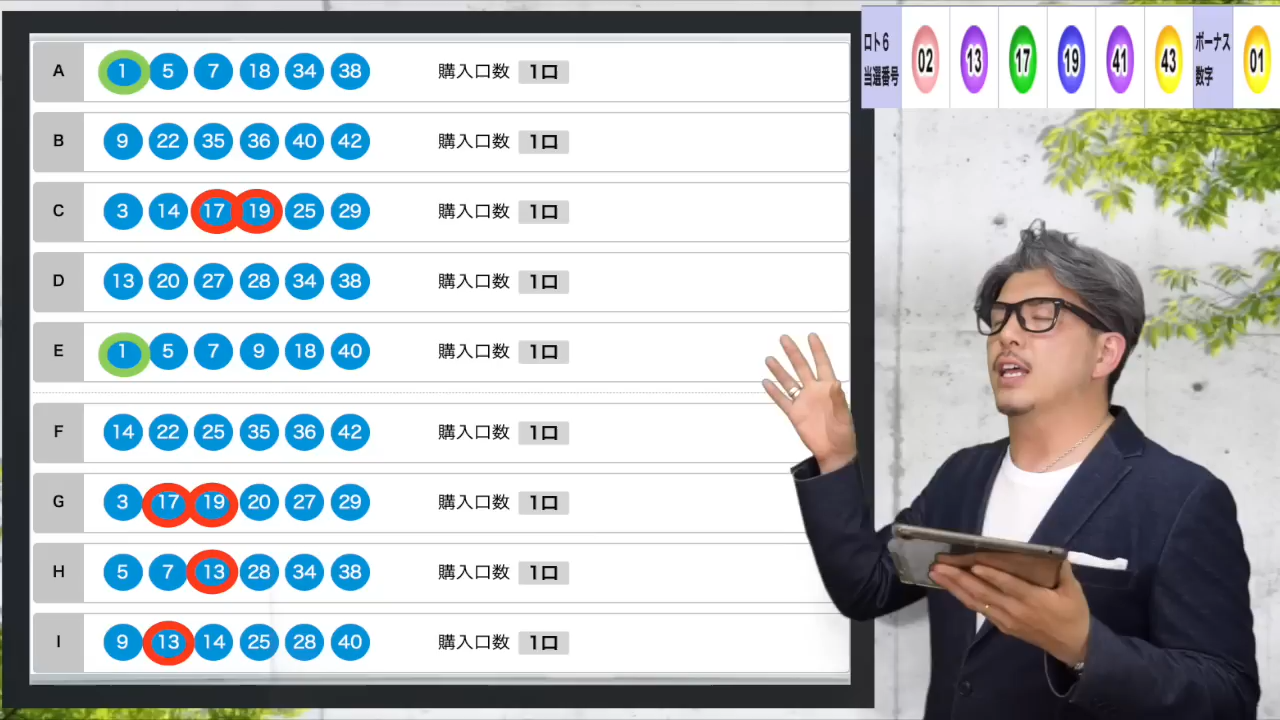 ロト6
当選番号
02 13 17 19 41 43
ボーナス
数字
01
A 1 5 7 18 34 38 購入口数 1口
B 9 22 35 36 40 42 購入口数 1口
C 3 14 17 19 25 29 購入口数 1口
D 13 20 27 28 34 38 購入口数 1口
E 1 5 7 9 18 40 購入口数 1口
F 14 22 25 35 36 42 購入口数 1口
G 3 17 19 20 27 29 購入口数 1口
H 5 7 13 28 34 38 購入口数 1口
I 9 13 14 25 28 40 購入口数 1口